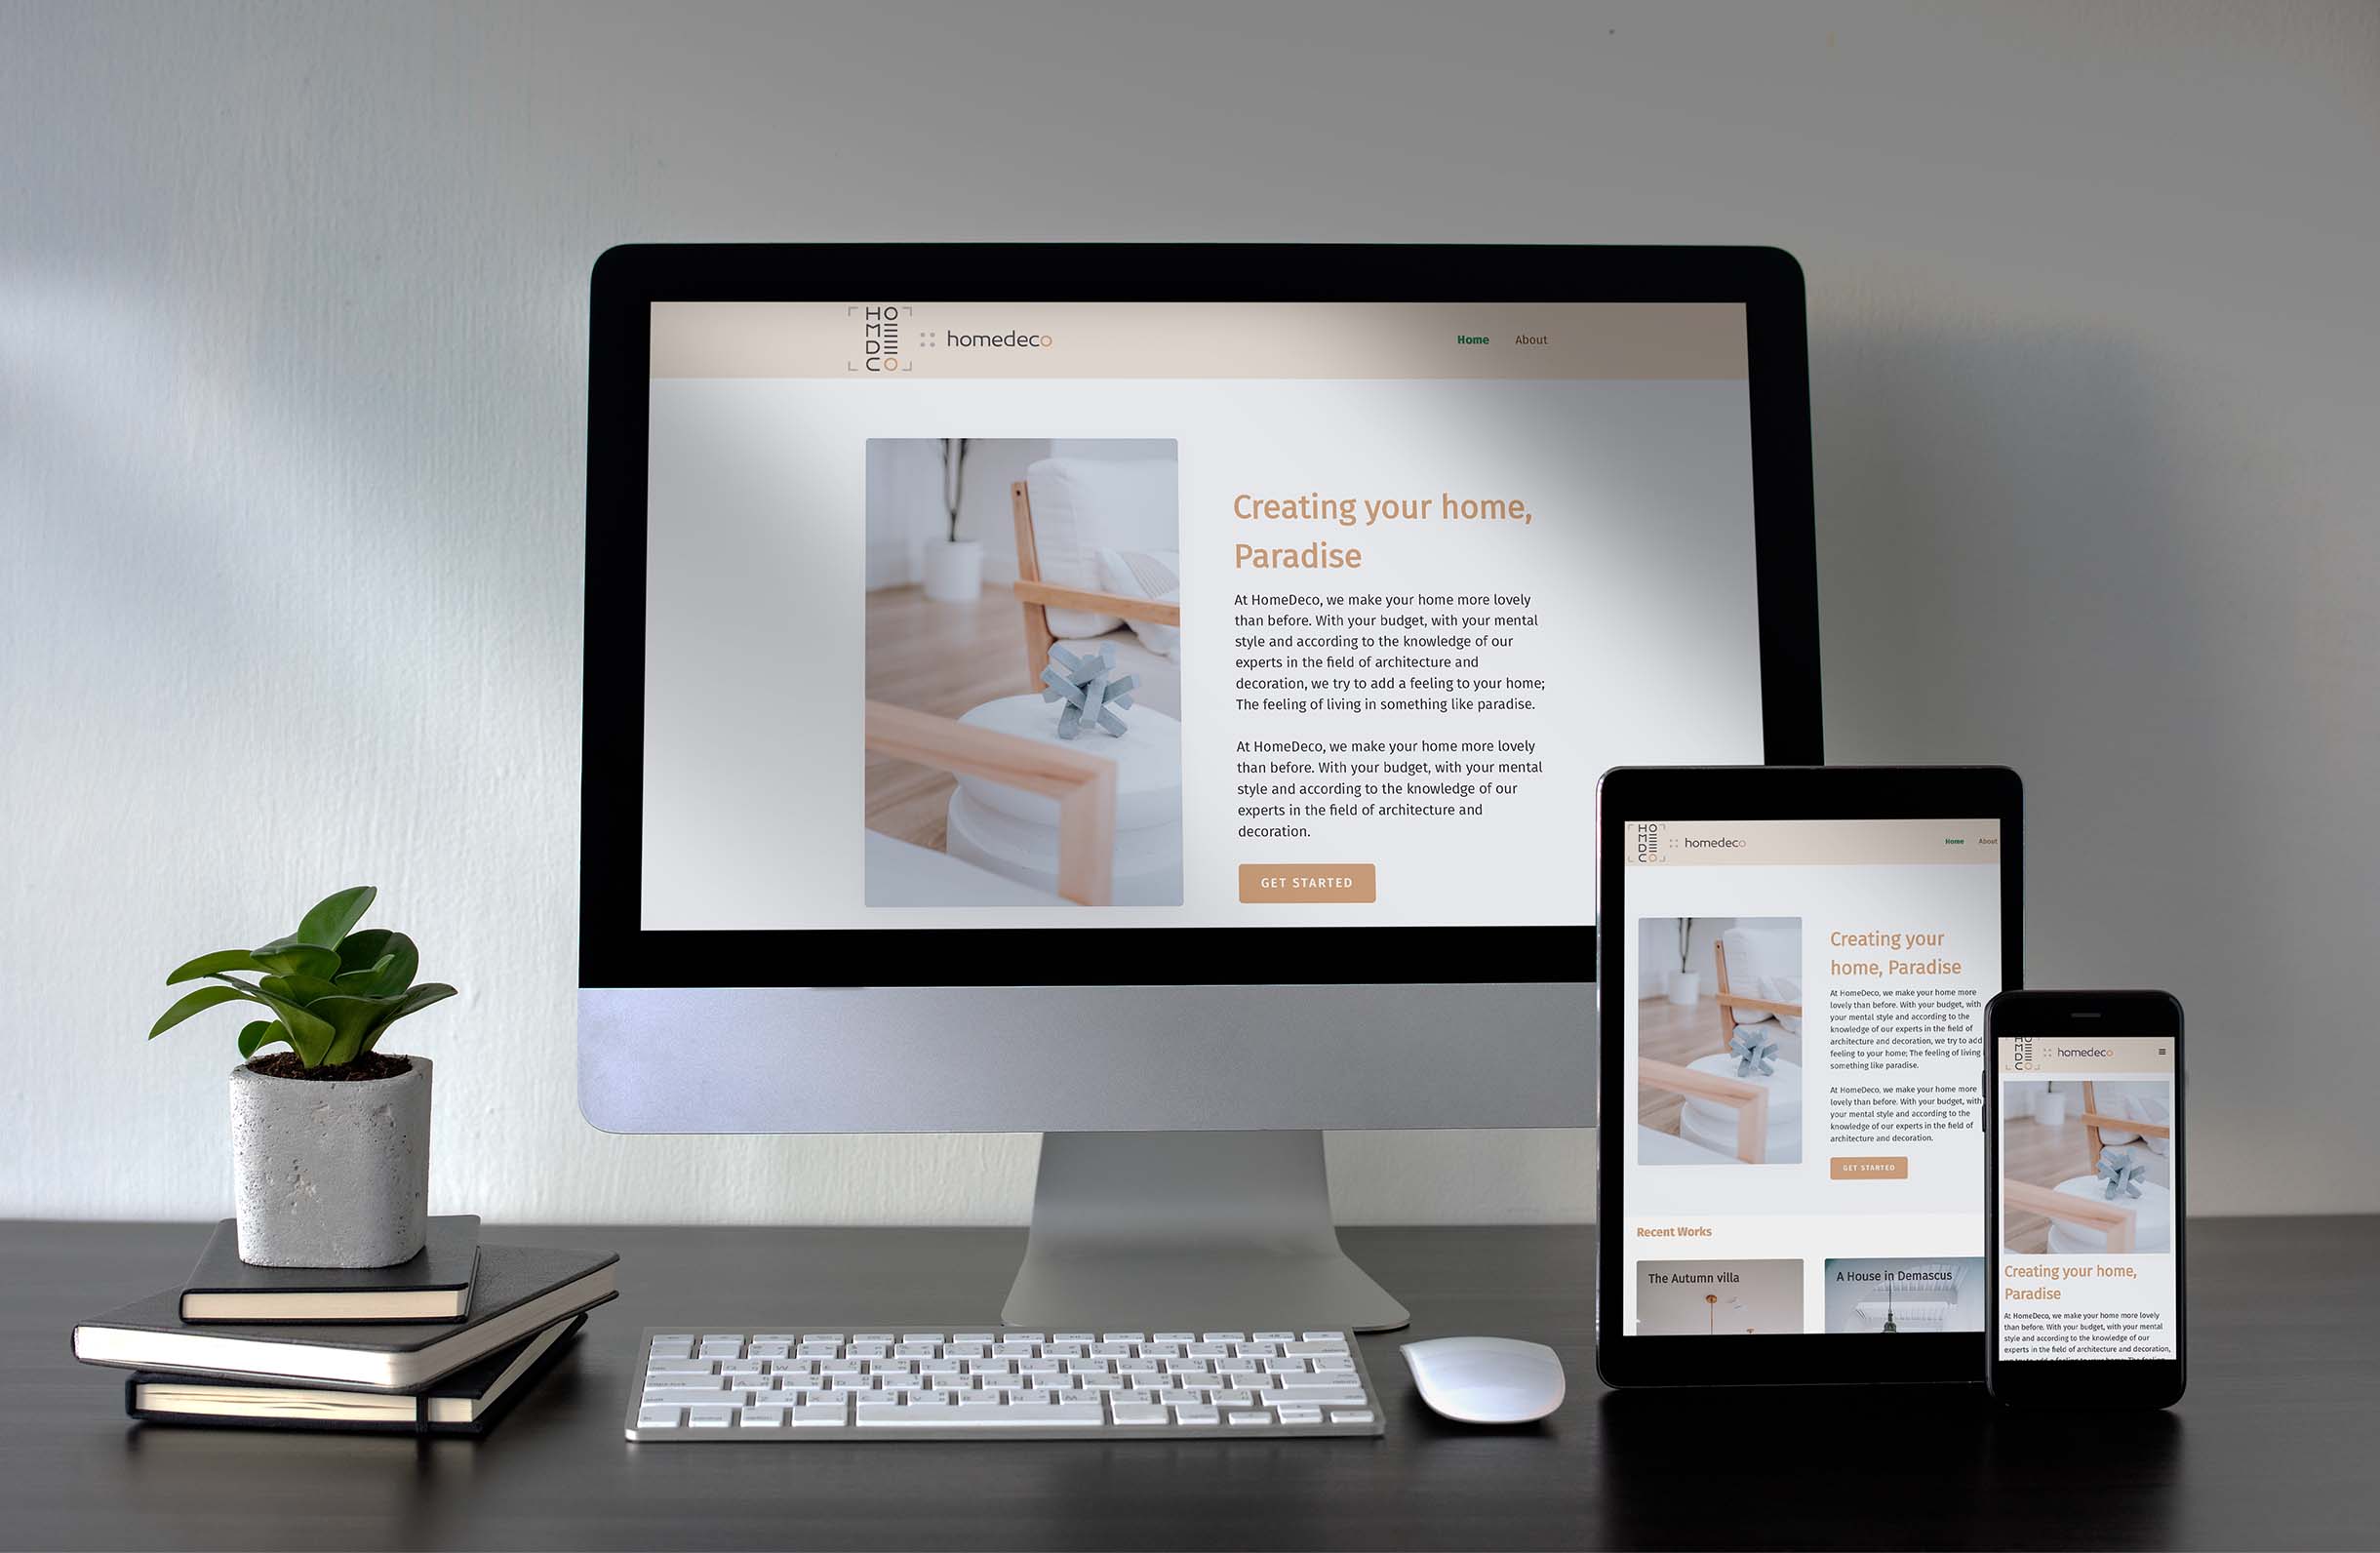 HO
ME
DE
CO
homedeco
Home
About
Creating your home,
Paradise
At HomeDeco, we make your home more lovely
than before. With your budget, with your mental
style and according to the knowledge of our
experts in the field of architecture and
decoration, we try to add a feeling to your home;
The feeling of living in something like paradise.
At HomeDeco, we make your home more lovely
than before. With your budget, with your mental
style and according to the knowledge of our
experts in the field of architecture and
decoration.
GET STARTED
HO
ME
DE
CO
homedeco
Home
About
Creating your
home, Paradise
At HomeDeco, we make your home more
lovely than before. With your budget, with
your mental style and according to the
knowledge of our experts in the field of
architecture and decoration, we try to add
feeling to your home; The feeling of living
something like paradise.
At HomeDeco, we make your home more
lovely than before. With your budget, with
your mental style and according to the
knowledge of our experts in the field of
architecture and decoration.
GET STARTED
Recent Works
The Autumn villa
A House in Demascus
HO
ME
DE
CO
homedeco
Creating your home,
Paradise
At HomeDeco, we make your home more lovely
than before. With your budget, with your mental
style and according to the knowledge of our
experts in the field of architecture and decoration,